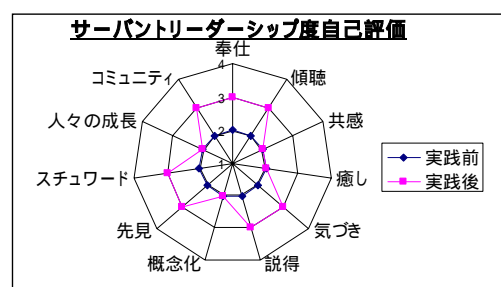 サーバントリーダーシップ度自己評価
奉仕
傾聴
共感
癒し
気づき
説得
概念化
先見
スチュワード
人々の成長
コミュニティ
4
3
2
1
実践前
実践後